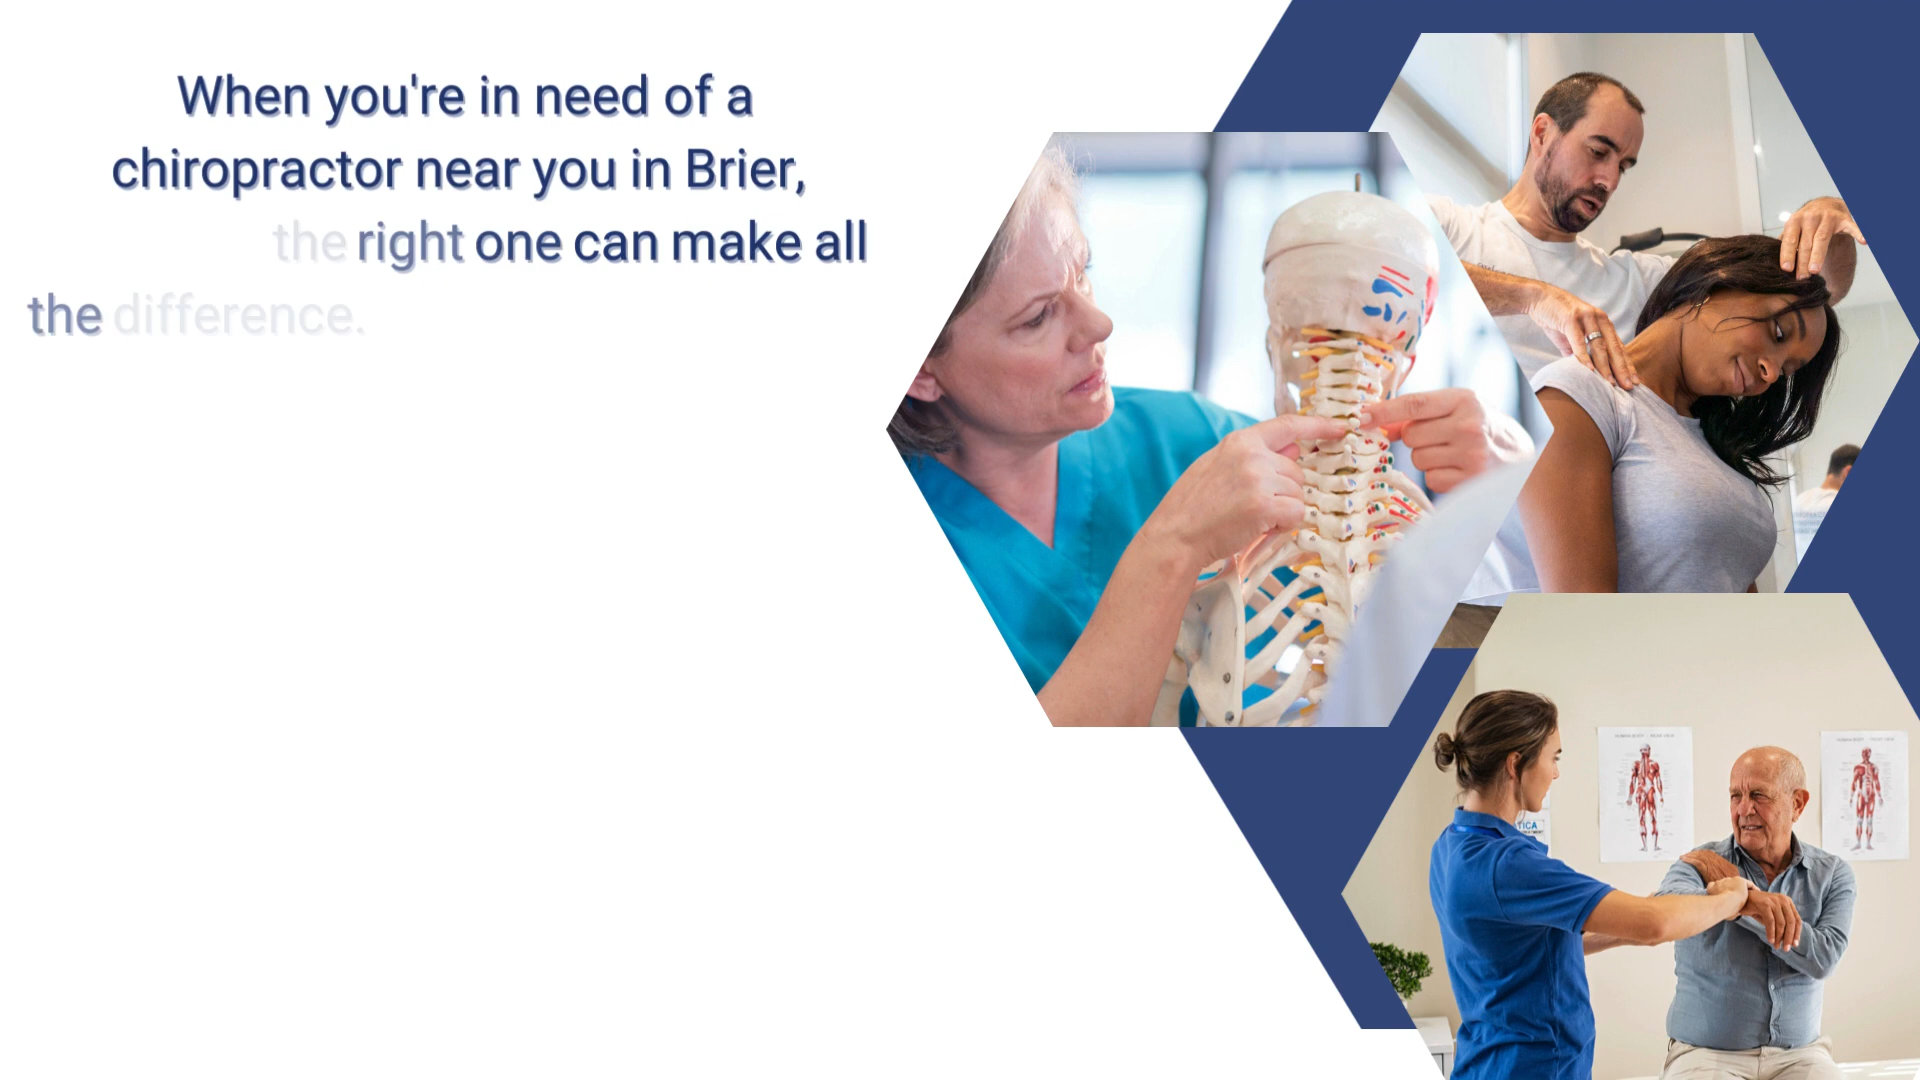 When you're in need of a
chiropractor near you in Brier,
the right one can make all
the difference.
TICA